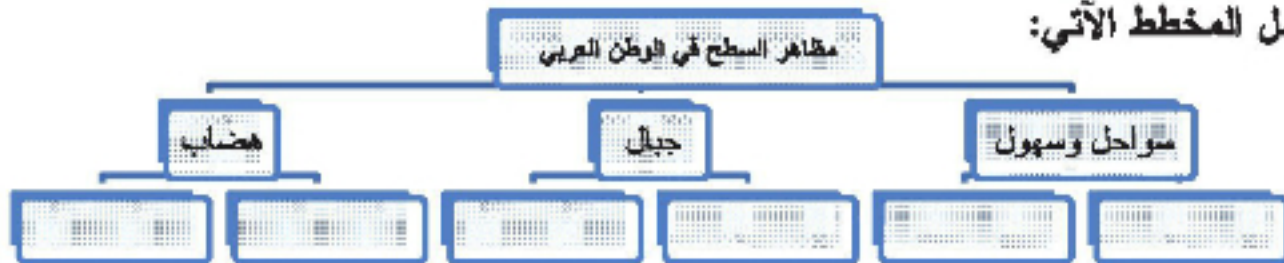 ل المخطط الآتي:
مظاهر السطح في الوطن العربي
سواحل وسهول
جبال
هضاب